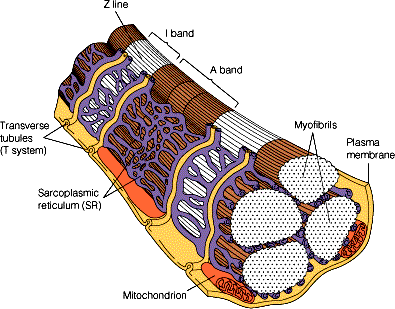 Z line
I band
A band
Myofibrils
Plasma
membrane
Transverse
tubules
(T system)
Sarcoplasmic
reticulum (SR)
Mitochondrion